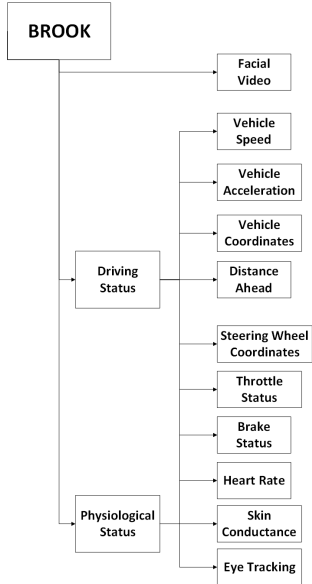 BROOK
Facial
Video
Vehicle
Speed
Vehicle
Acceleration
Vehicle
Coordinates
Driving
Status
Distance
Ahead
Steering Wheel
Coordinates
Throttle
Status
Brake
Status
Heart Rate
Physiological
Status
Skin
Conductance
Eye Tracking